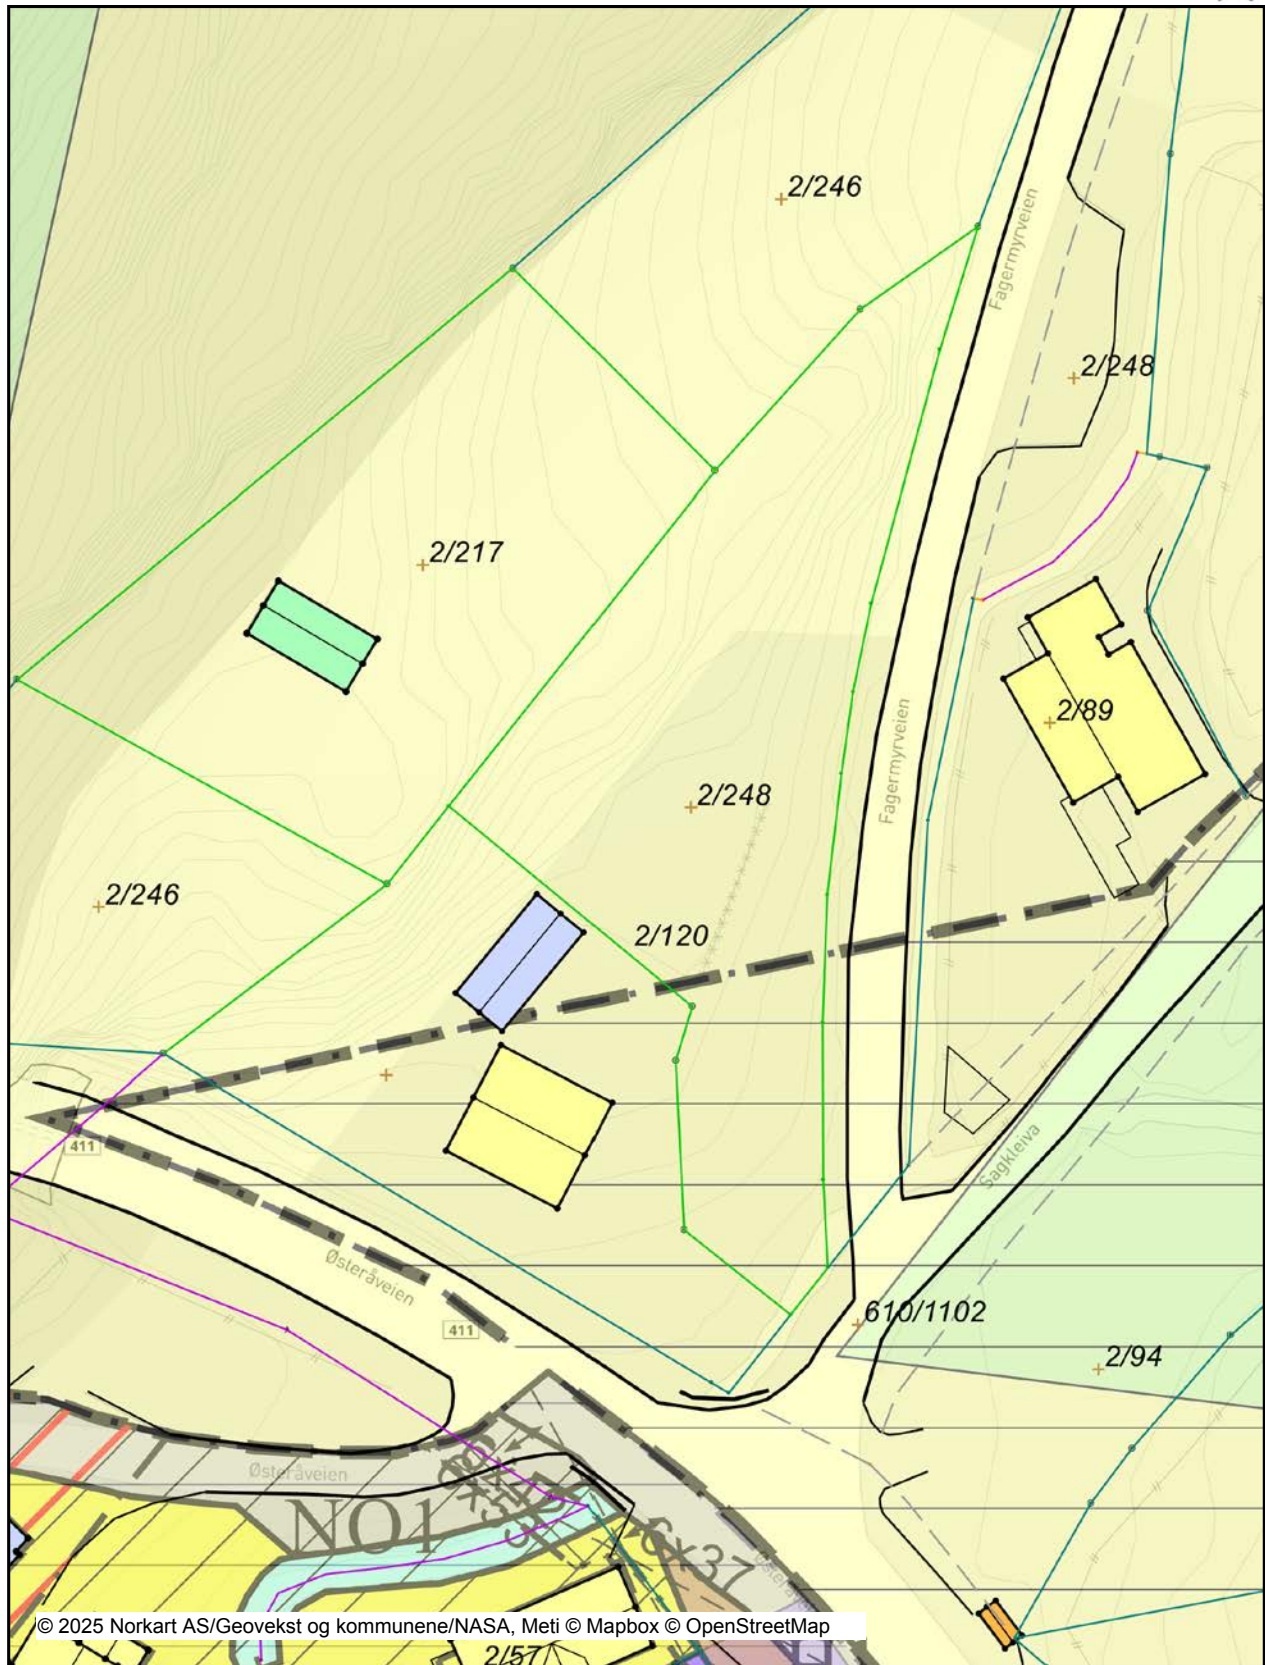 2/246
Fagermyrveien
2/248
2/217
2/89
Fagermyrveien
2/248
2/246
2/120
411
Sagkleiva
Østeråveien
411
610/1102
2/94
Østeråveien
NO1
6x37
© 2025 Norkart AS/Geovekst og kommunene/NASA, Meti © Mapbox © OpenStreetMap
2/57